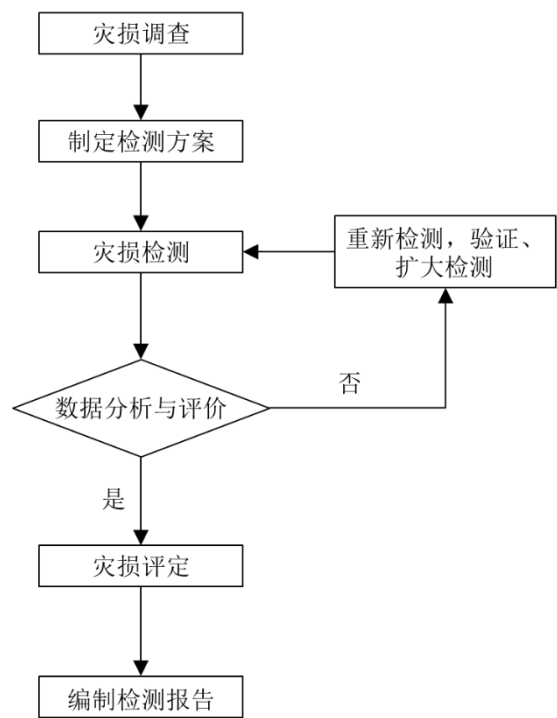 灾损调查
制定检测方案
灾损检测
重新检测，验证、
扩大检测
数据分析与评价
否
是
灾损评定
编制检测报告